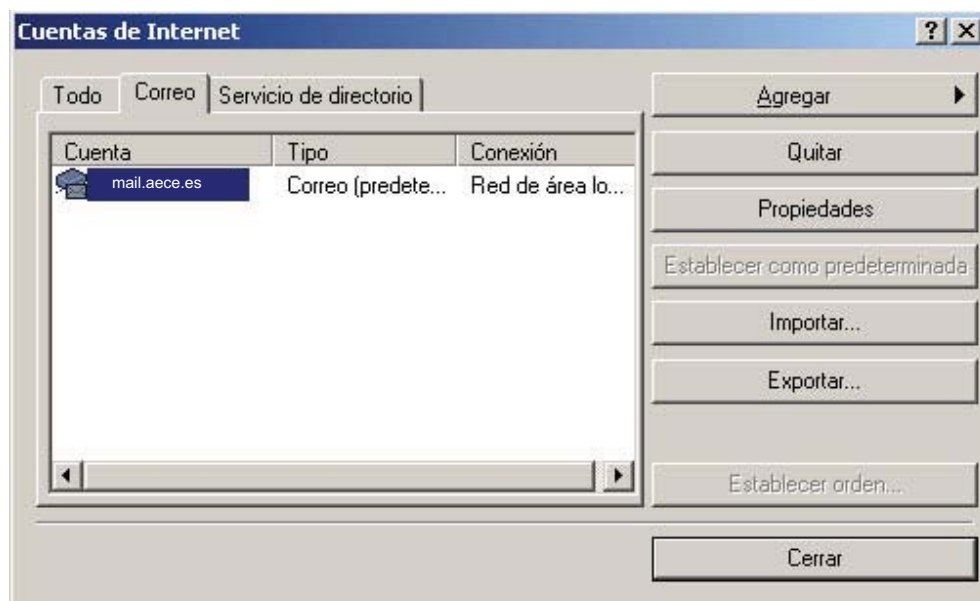 Cuentas de Internet
Todo Correo Servicio de directorio
Agregar
Cuenta Tipo Conexión
Quitar
mail.aece.es Correo (predete... Red de área lo...
Propiedades
Establecer como predeterminada
Importar...
Exportar...
Establecer orden...
Cerrar